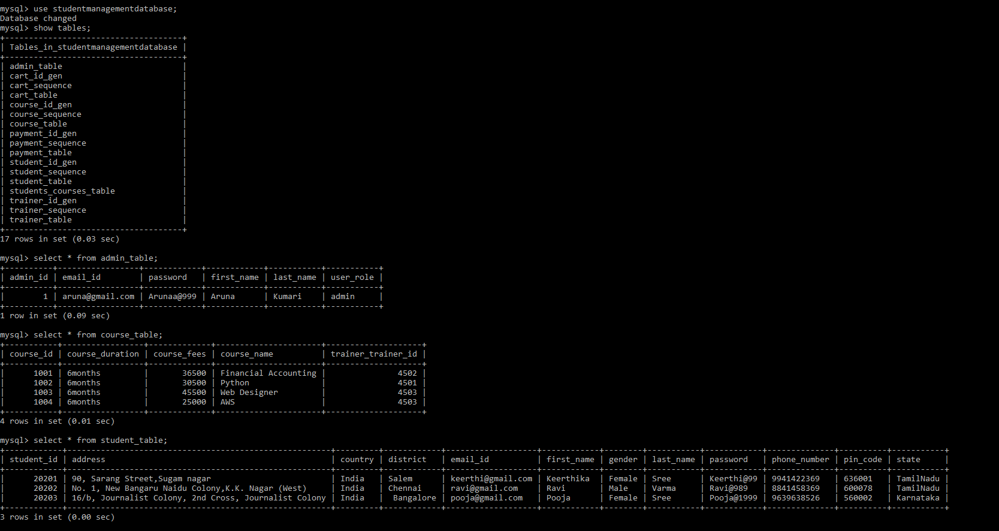 mysql> use studentmanagementdatabase;
Database changed
mysql> show tables;
+-------------------------------------+
| Tables_in_studentmanagementdatabase |
+-------------------------------------+
| admin_table                         |
| cart_id_gen                         |
| cart_sequence                       |
| cart_table                          |
| course_id_gen                       |
| course_sequence                     |
| course_table                        |
| payment_id_gen                      |
| payment_sequence                    |
| payment_table                       |
| student_id_gen                      |
| student_sequence                    |
| student_table                       |
| students_courses_table              |
| trainer_id_gen                      |
| trainer_sequence                    |
| trainer_table                       |
+-------------------------------------+
17 rows in set (0.03 sec)

mysql> select * from admin_table;
+----------+-----------------+------------+------------+-----------+-----------+
| admin_id | email_id        | password   | first_name | last_name | user_role |
+----------+-----------------+------------+------------+-----------+-----------+
|        1 | aruna@gmail.com | Arunaa@999 | Aruna      | Kumari    | admin     |
+----------+-----------------+------------+------------+-----------+-----------+
1 row in set (0.09 sec)

mysql> select * from course_table;
+-----------+-----------------+-------------+----------------------+--------------------+
| course_id | course_duration | course_fees | course_name          | trainer_trainer_id |
+-----------+-----------------+-------------+----------------------+--------------------+
|      1001 | 6months         |       36500 | Financial Accounting |               4502 |
|      1002 | 6months         |       30500 | Python               |               4501 |
|      1003 | 6months         |       45500 | Web Designer         |               4503 |
|      1004 | 6months         |       25000 | AWS                  |               4503 |
+-----------+-----------------+-------------+----------------------+--------------------+
4 rows in set (0.01 sec)

mysql> select * from student_table;
+------------+-------------------------------------------------------+---------+------------+-------------------+------------+--------+-----------+------------+--------------+----------+-----------+
| student_id | address                                               | country | district   | email_id          | first_name | gender | last_name | password   | phone_number | pin_code | state     |
+------------+-------------------------------------------------------+---------+------------+-------------------+------------+--------+-----------+------------+--------------+----------+-----------+
|      20201 | 90, Sarang Street,Sugam nagar                         | India   | Salem      | keerthi@gmail.com | Keerthika  | Female | Sree      | Keerthi@99 | 9941422369   | 636001   | TamilNadu |
|      20202 | No. 1, New Bangaru Naidu Colony,K.K. Nagar (West)     | India   | Chennai    | ravi@gmail.com    | Ravi       | Male   | Varma     | Ravi@989   | 8841458369   | 600078   | TamilNadu |
|      20203 | 16/b, Journalist Colony, 2nd Cross, Journalist Colony | India   |  Bangalore | pooja@gmail.com   | Pooja      | Female | Sree      | Pooja@1999 | 9639638526   | 560002   | Karnataka |
+------------+-------------------------------------------------------+---------+------------+-------------------+------------+--------+-----------+------------+--------------+----------+-----------+
3 rows in set (0.00 sec)